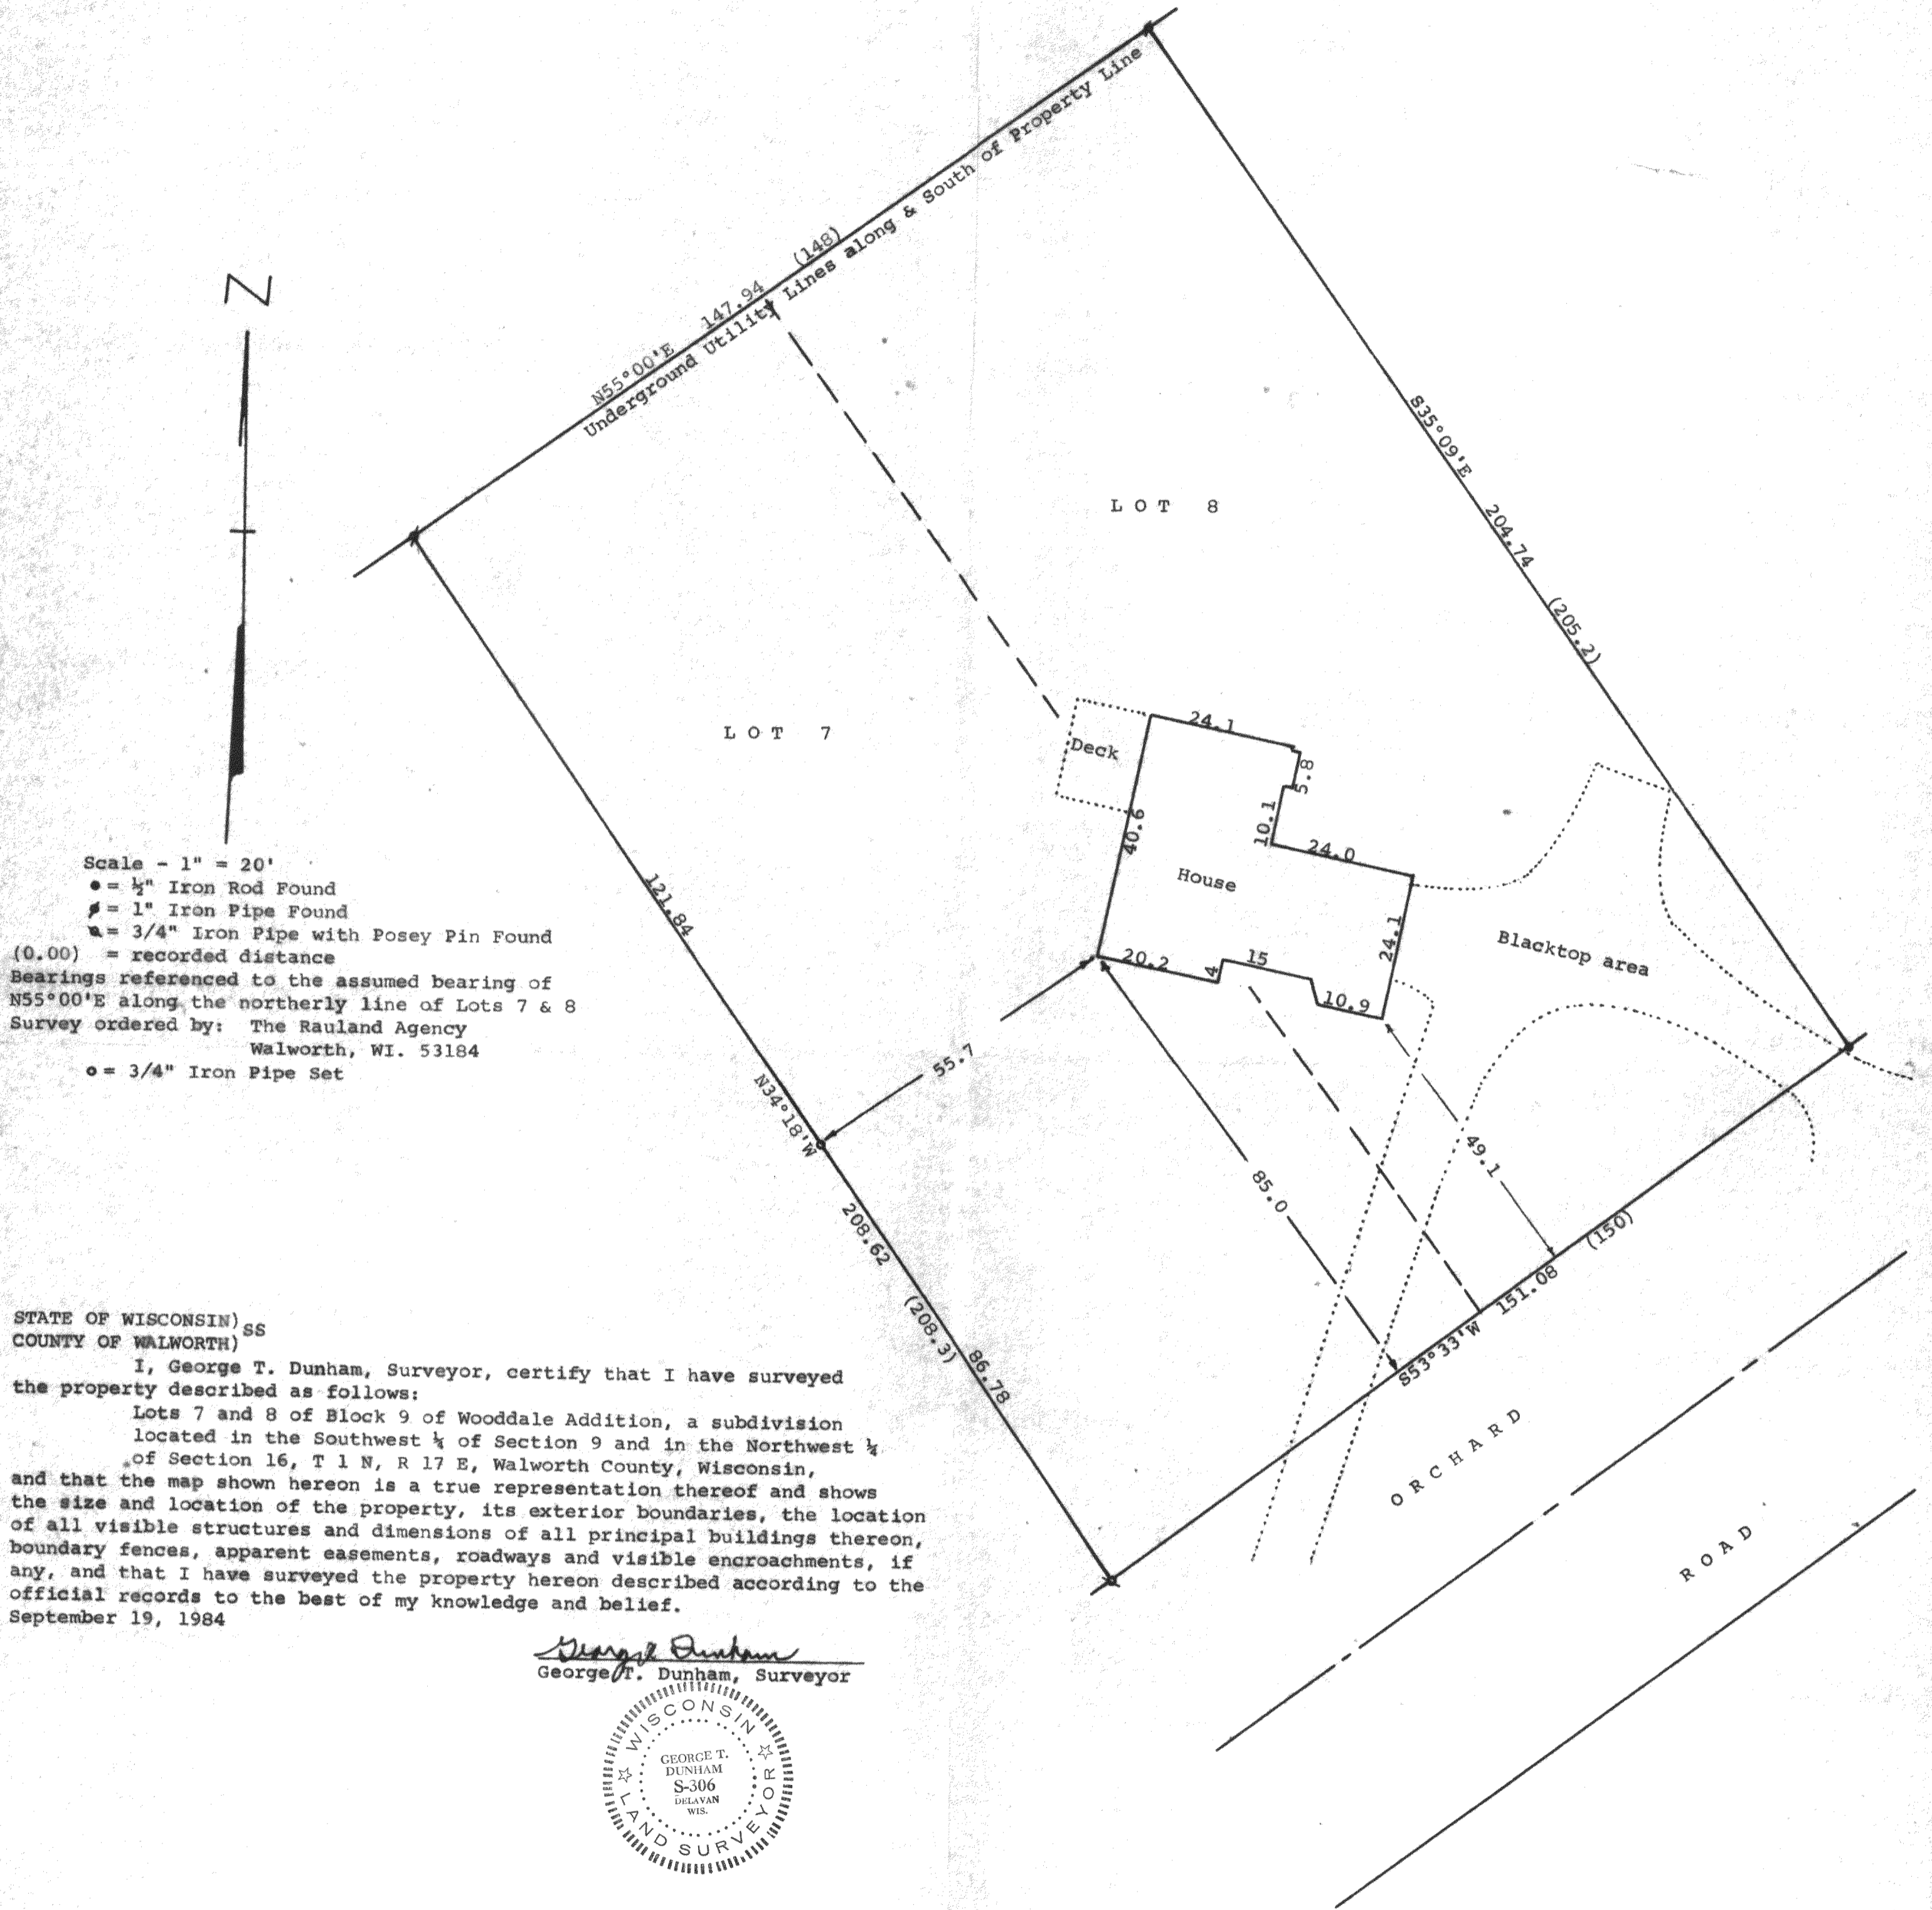 N
(148)
N55°00'E 147.94
Underground Utility Lines along & South of Property Line
S35°09'E 204.74 (205.2)
LOT 8
LOT 7
Deck
24.1
5.8
10.1
40.6
24.0
House
24.1
20.2
4
15
10.9
Blacktop area
121.84
55.7
N34°18'W
208.62
(208.3)
86.78
85.0
49.1
(150)
151.08
S53°33'W
ORCHARD
ROAD
Scale - 1" = 20'
● = ½" Iron Rod Found
= 1" Iron Pipe Found
= 3/4" Iron Pipe with Posey Pin Found
(0.00) = recorded distance
Bearings referenced to the assumed bearing of
N55°00'E along the northerly line of Lots 7 & 8
Survey ordered by: The Rauland Agency
Walworth, WI. 53184
o = 3/4" Iron Pipe Set
STATE OF WISCONSIN) SS
COUNTY OF WALWORTH)
I, George T. Dunham, Surveyor, certify that I have surveyed
the property described as follows:
Lots 7 and 8 of Block 9 of Wooddale Addition, a subdivision
located in the Southwest ¼ of Section 9 and in the Northwest ¼
of Section 16, T 1 N, R 17 E, Walworth County, Wisconsin,
and that the map shown hereon is a true representation thereof and shows
the size and location of the property, its exterior boundaries, the location
of all visible structures and dimensions of all principal buildings thereon,
boundary fences, apparent easements, roadways and visible encroachments, if
any, and that I have surveyed the property hereon described according to the
official records to the best of my knowledge and belief.
September 19, 1984
George Dunham
George T. Dunham, Surveyor
WISCONSIN
GEORGE T.
DUNHAM
S-306
DELAVAN
WIS.
LAND SURVEYOR